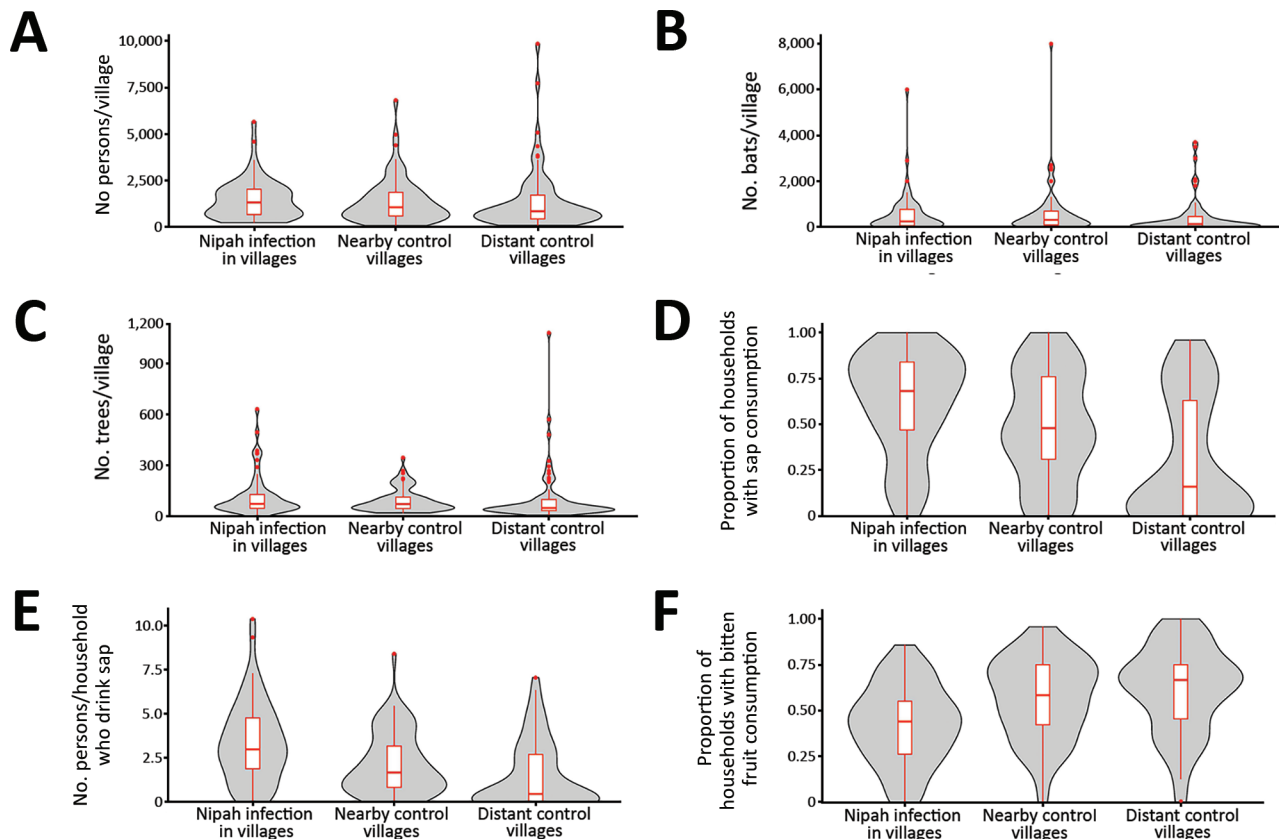 A
No persons/village
10,000
7,500
5,000
2,500
0
Nipah infection
in villages
Nearby control
villages
Distant control
villages
B
No. bats/village
8,000
6,000
4,000
2,000
0
Nipah infection
in villages
Nearby control
villages
Distant control
villages
C
No. trees/village
1,200
900
600
300
0
Nipah infection
in villages
Nearby control
villages
Distant control
villages
D
Proportion of households
with sap consumption
1.00
0.75
0.50
0.25
0
Nipah infection
in villages
Nearby control
villages
Distant control
villages
E
No. persons/household
who drink sap
10.0
7.5
5.0
2.5
0
Nipah infection
in villages
Nearby control
villages
Distant control
villages
F
Proportion of
households with bitten
fruit consumption
1.00
0.75
0.50
0.25
0
Nipah infection
in villages
Nearby control
villages
Distant control
villages